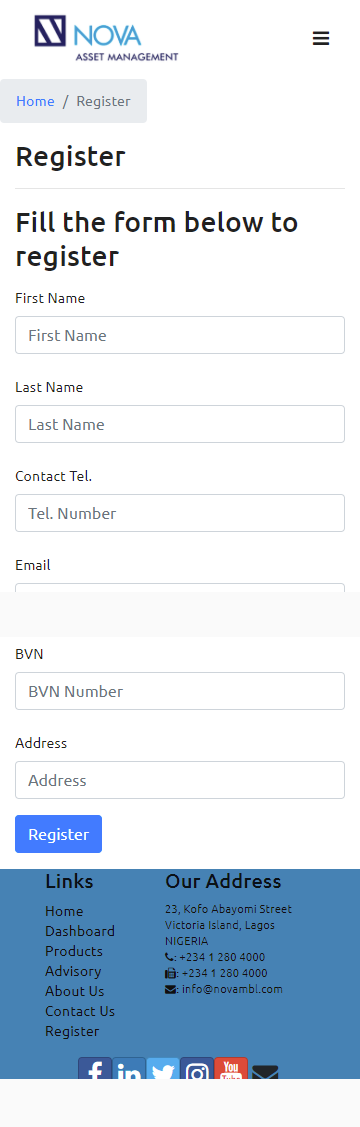 NOVA
ASSET MANAGEMENT
Home / Register
Register
Fill the form below to
register
First Name
First Name
Last Name
Last Name
Contact Tel.
Tel. Number
Email
BVN
BVN Number
Address
Address
Register
Links
Home
Dashboard
Products
Advisory
About Us
Contact Us
Register
Our Address
23, Kofo Abayomi Street
Victoria Island, Lagos
NIGERIA
: +234 1 280 4000
: +234 1 280 4000
: info@novambl.com
f in You Tube